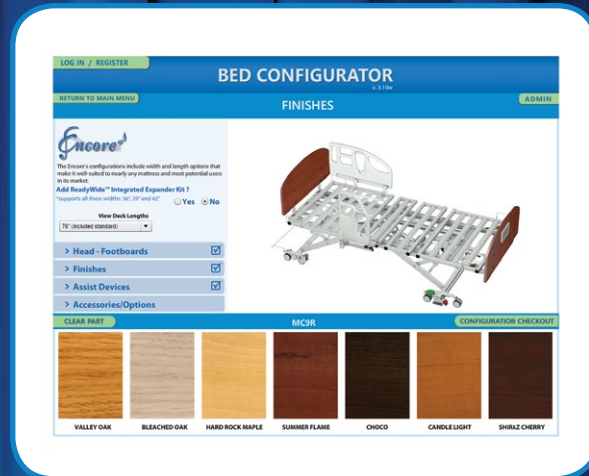 LOG IN / REGISTER
BED CONFIGURATOR
v. 3.10w
RETURN TO MAIN MENU
FINISHES
ADMIN
Encore
The Encore's configurations include width and length options that
make it well-suited to nearly any mattress and most potential users
in its market.
Add ReadyWide™ Integrated Expander Kit ?
*supports all three widths: 36", 39" and 42"
Yes No
View Deck Lengths
76" (included standard)
> Head - Footboards
> Finishes
> Assist Devices
> Accessories/Options
CLEAR PART
MC9R
CONFIGURATION CHECKOUT
VALLEY OAK
BLEACHED OAK
HARD ROCK MAPLE
SUMMER FLAME
CHOCO
CANDLE LIGHT
SHIRAZ CHERRY